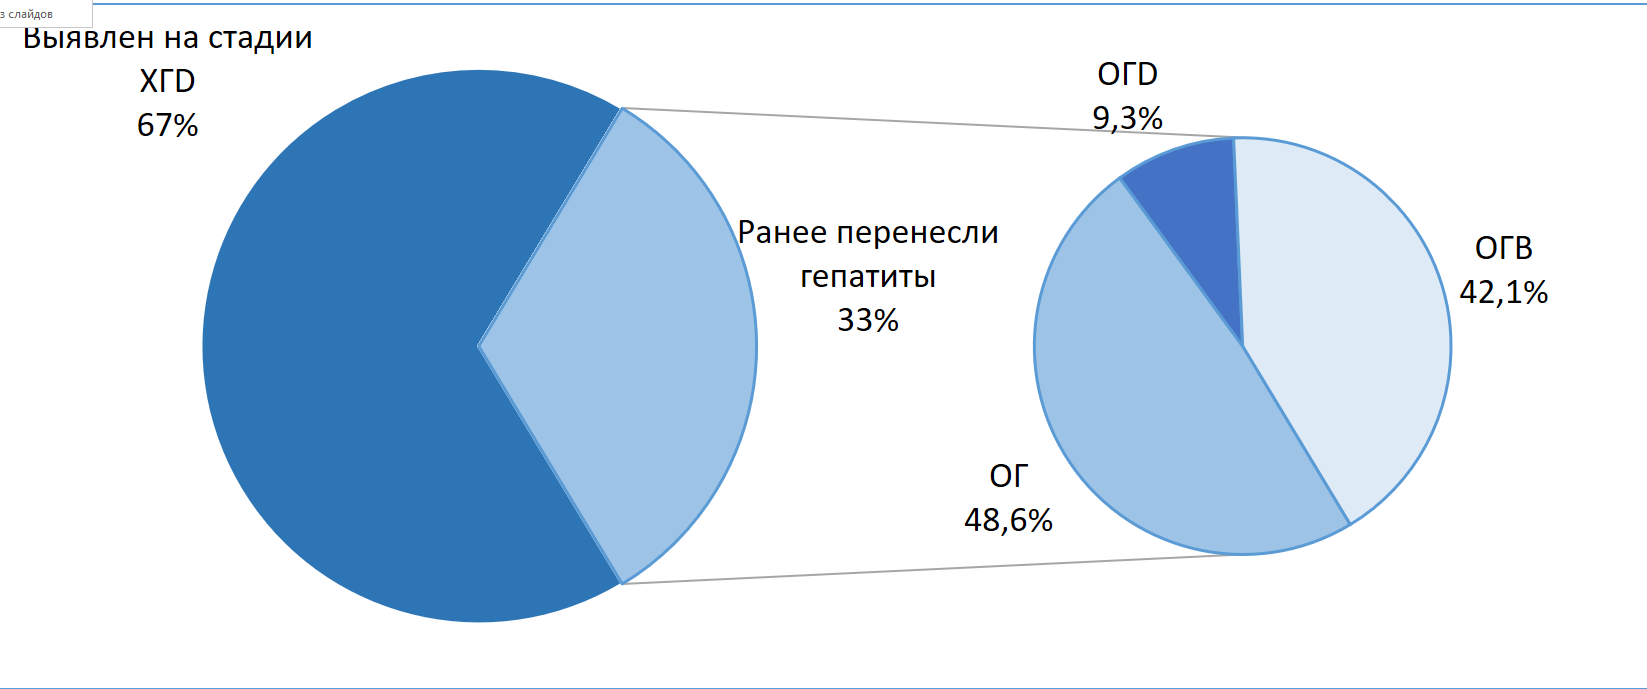 з слайдов
Выявлен на стадии
ХГD
67%
ОГD
9,3%
Ранее перенесли
гепатиты
33%
ОГВ
42,1%
ОГ
48,6%